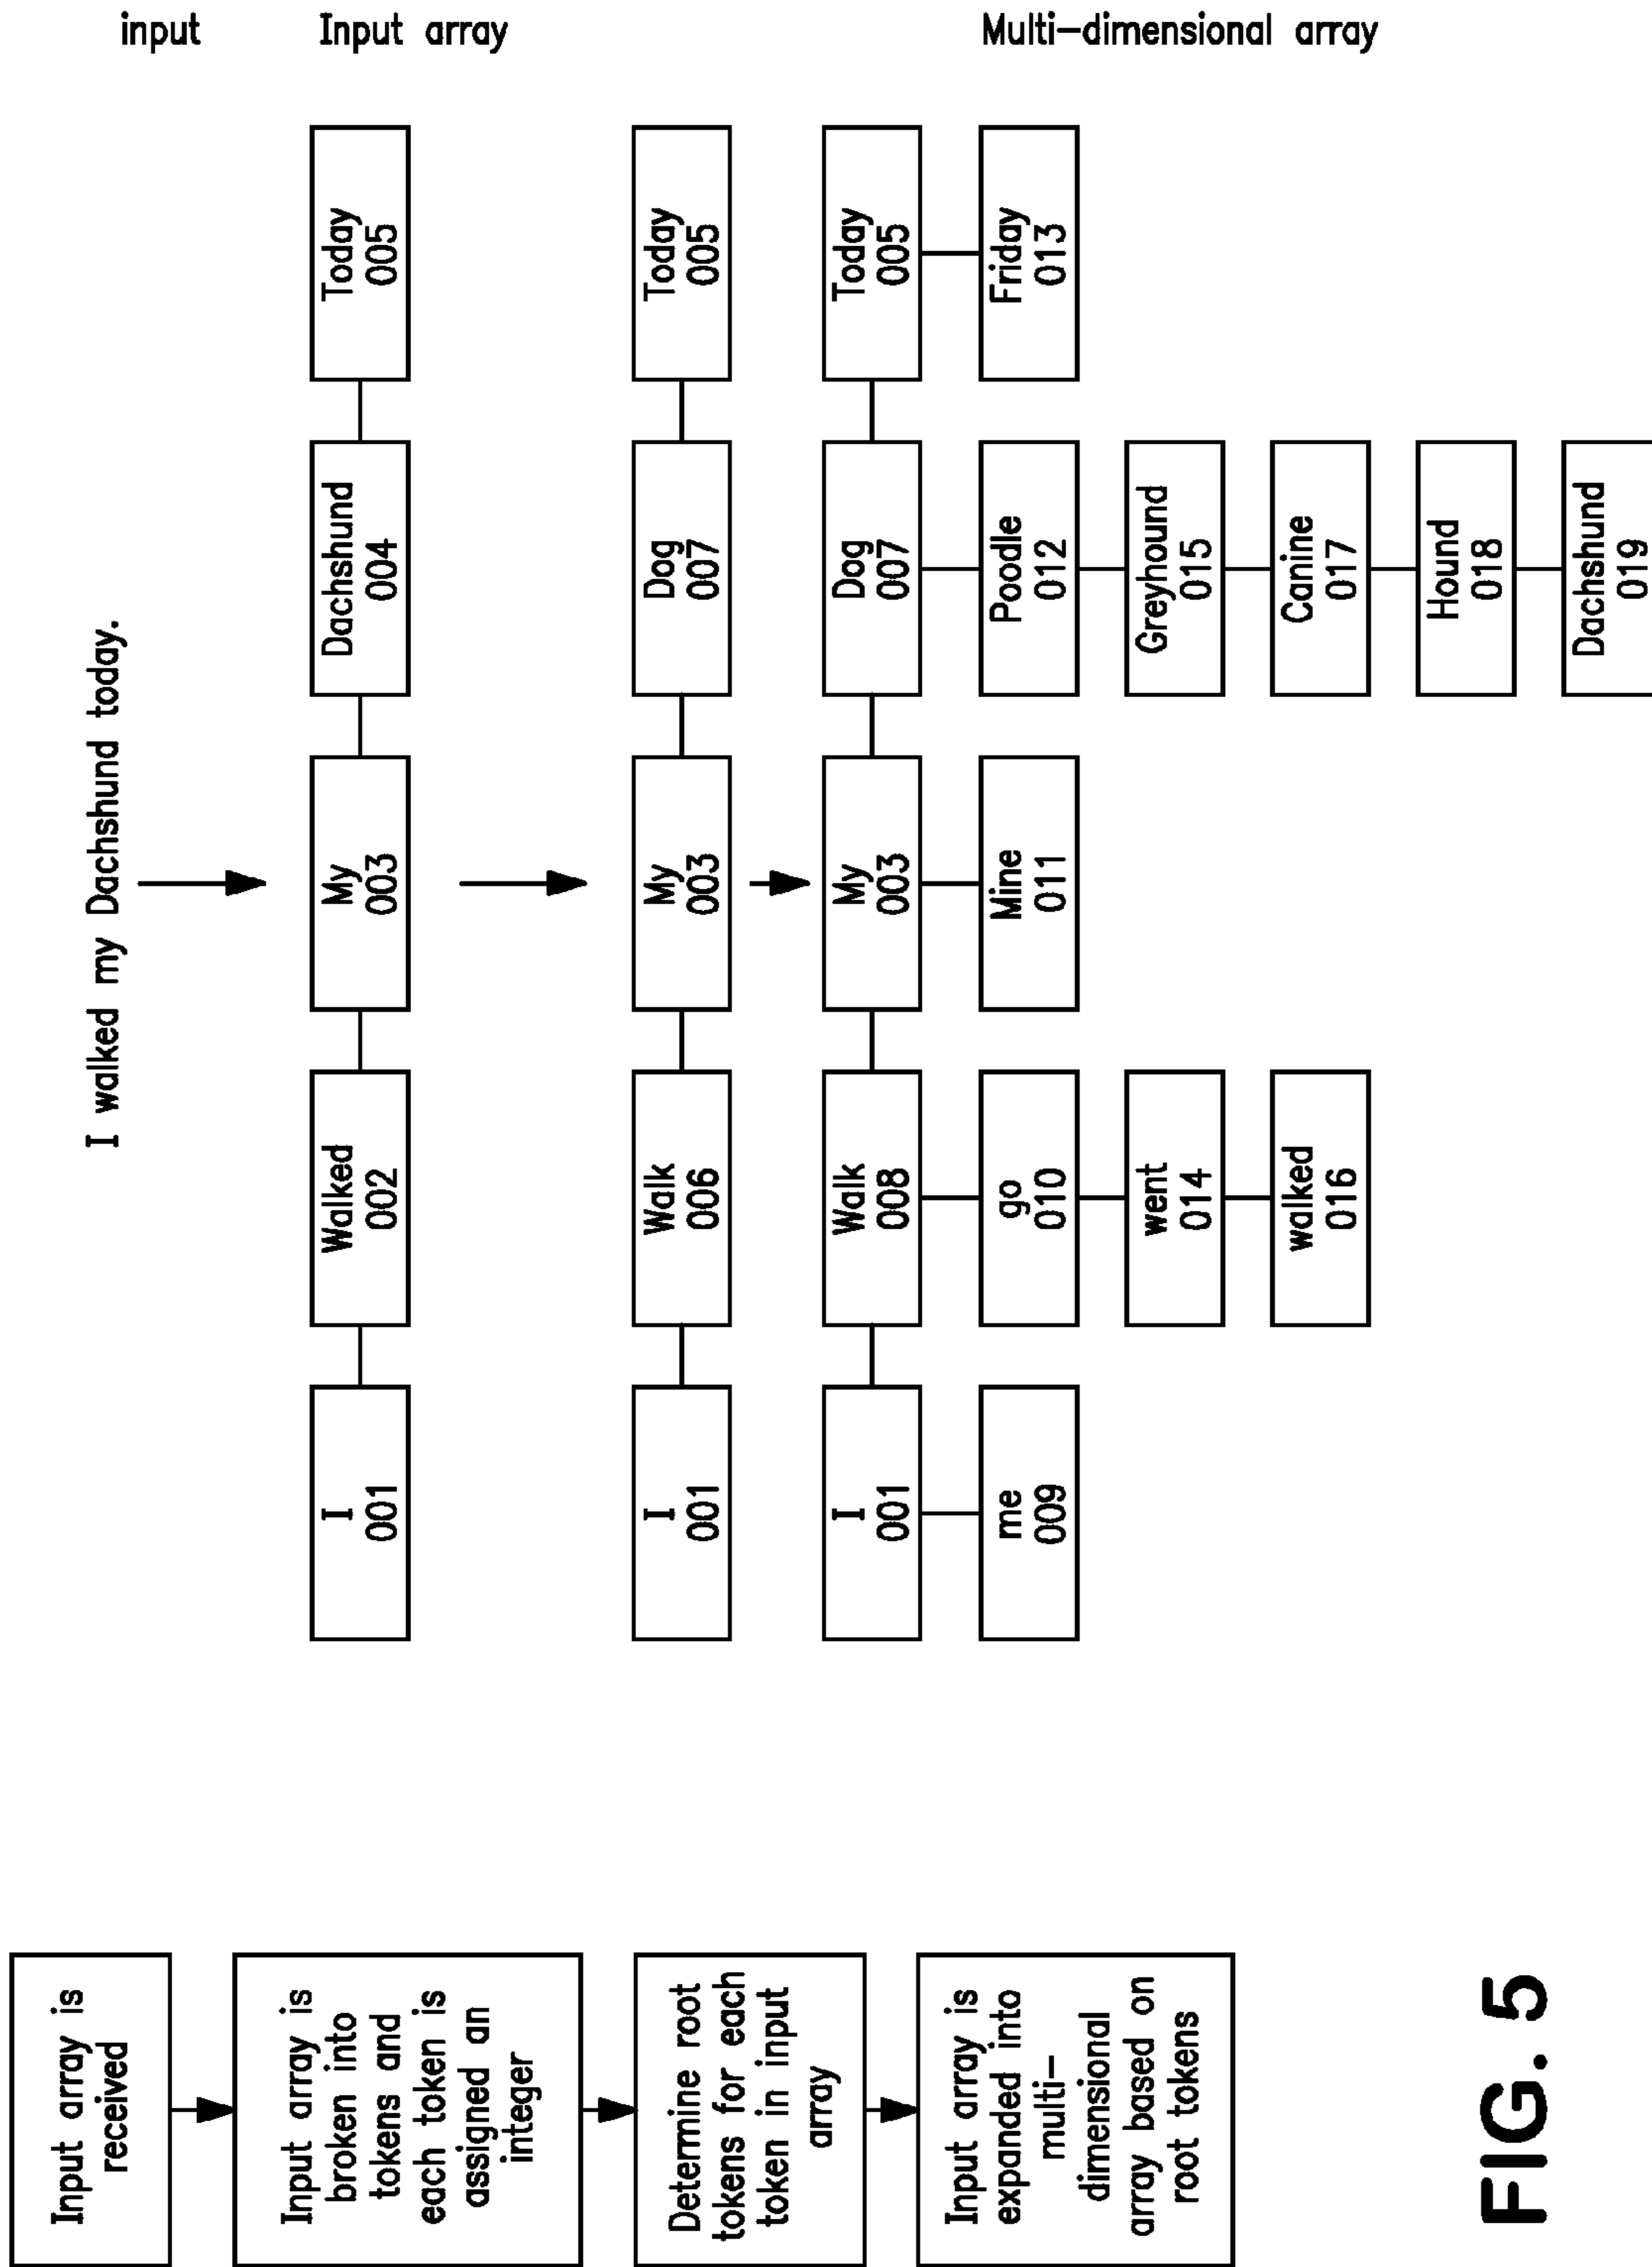 Input array is
received
Input array is
broken into
tokens and
each token is
assigned an
integer
Determine root
tokens for each
token in input
array
Input array is
expanded into
multi-
dimensional
array based on
root tokens
I walked my Dachshund today.
input
I
001
Walked
002
My
003
Dachshund
004
Today
005
Input array
I
001
Walk
006
My
003
Dog
007
Today
005
I
001
Walk
008
My
003
Dog
007
Today
005
me
009
go
010
Mine
011
Poodle
012
Friday
013
Multi-dimensional array
went
014
Greyhound
015
walked
016
Canine
017
Hound
018
Dachshund
019
FIG. 5